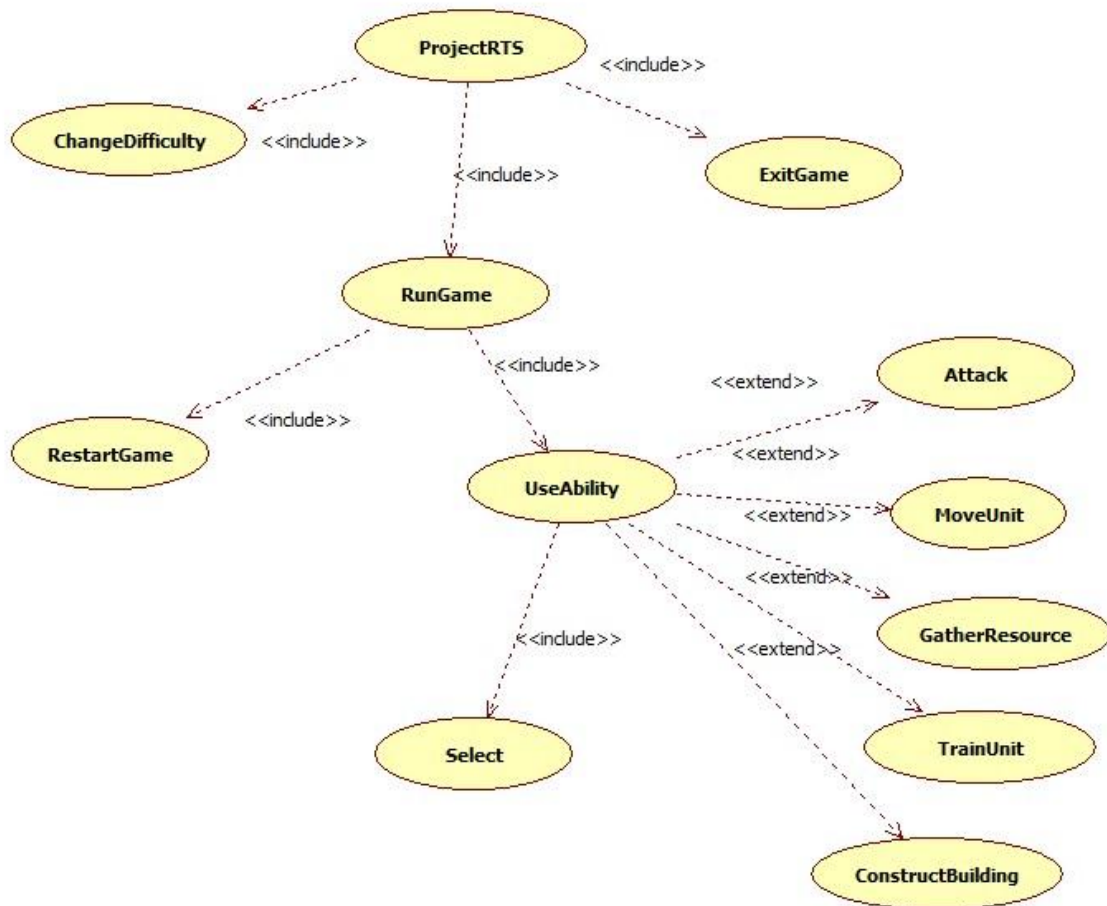 ProjectRTS
<<include>>
ChangeDifficulty
<<include>>
<<include>>
ExitGame
RunGame
<<include>>
<<extend>>
Attack
<<include>>
RestartGame
<<extend>>
UseAbility
<<extend>>
MoveUnit
<<extend>>
<<include>>
<<extend>>
GatherResource
Select
TrainUnit
ConstructBuilding